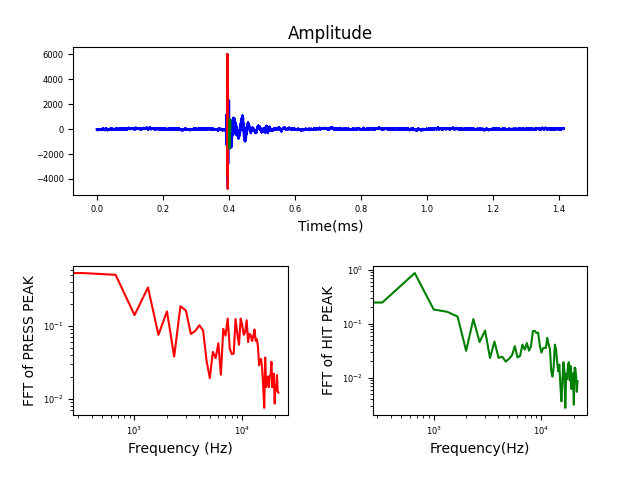 Amplitude
6000
4000
2000
0
−2000
−4000
0.0 0.2 0.4 0.6 0.8 1.0 1.2 1.4
Time(ms)
FFT of PRESS PEAK
10⁻¹
10⁻²
10³ 10⁴
Frequency (Hz)
FFT of HIT PEAK
10⁰
10⁻¹
10⁻²
10³ 10⁴
Frequency(Hz)